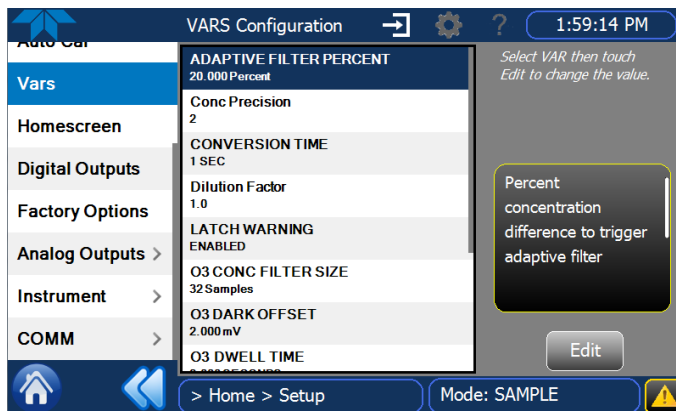 VARS Configuration
?
1:59:14 PM
Auto Cal
Vars
Homescreen
Digital Outputs
Factory Options
Analog Outputs >
Instrument >
COMM >
ADAPTIVE FILTER PERCENT
20.000 Percent
Conc Precision
2
CONVERSION TIME
1 SEC
Dilution Factor
1.0
LATCH WARNING
ENABLED
O3 CONC FILTER SIZE
32 Samples
O3 DARK OFFSET
2.000 mV
O3 DWELL TIME
Select VAR then touch
Edit to change the value.
Percent
concentration
difference to trigger
adaptive filter
Edit
> Home > Setup
Mode: SAMPLE